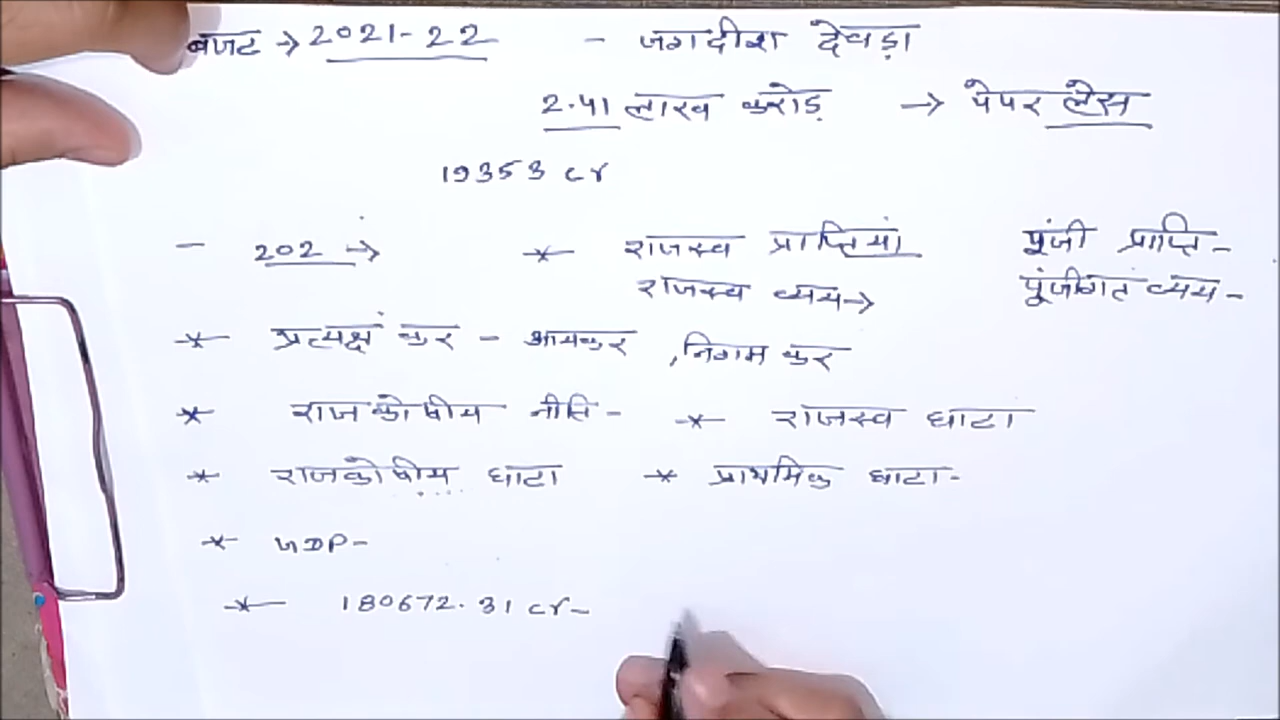 बजट → 2021-22 - जगदीश देवड़ा
2.41 लाख करोड़ → पेपर लेस
19353 cr
- 202 → * राजस्व प्राप्तियां पूंजी प्राप्ति -
राजस्व व्यय → पूंजीगत व्यय -
* प्रत्यक्ष कर - आयकर , निगम कर
* राजकोषीय नीति - * राजस्व घाटा
* राजकोषीय घाटा * प्राथमिक घाटा -
* GDP -
* 180672.31 cr -